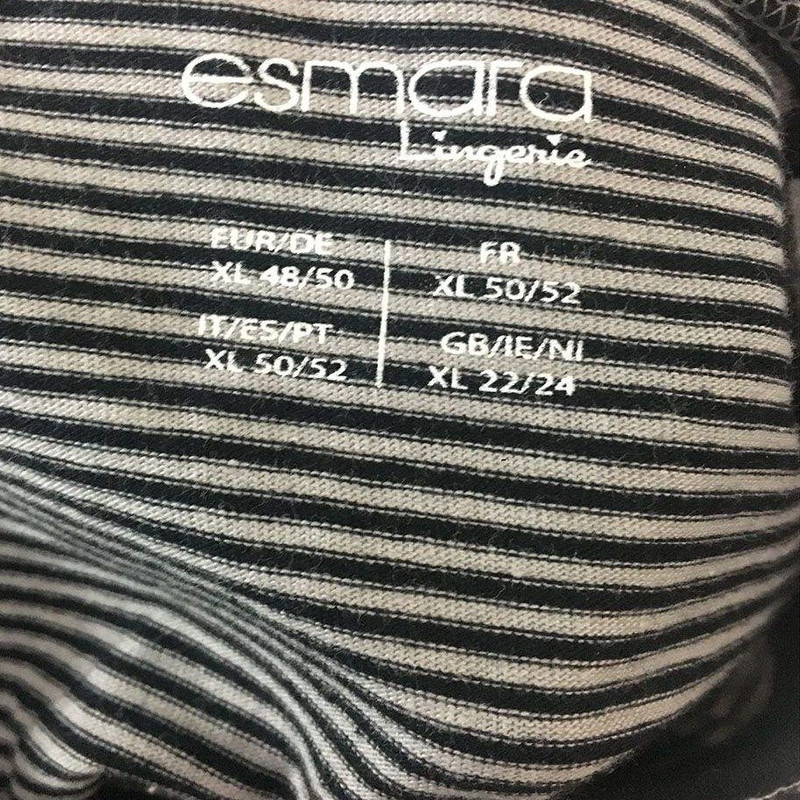 esmara
Lingerie
EUR/DE
XL 48/50
FR
XL 50/52
IT/ES/PT
XL 50/52
GB/IE/NI
XL 22/24